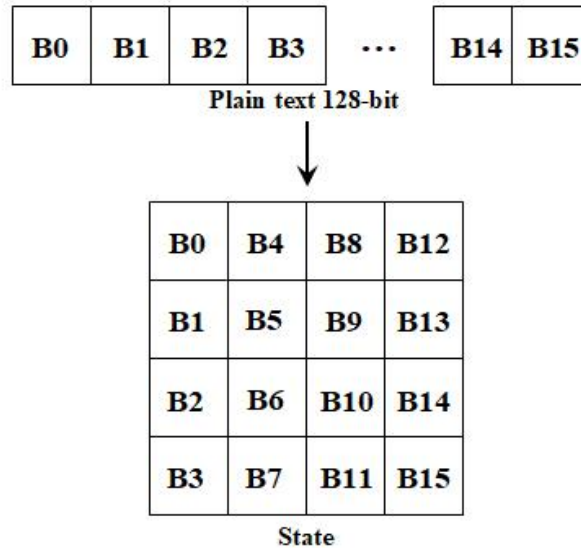 B0 B1 B2 B3 ... B14 B15
Plain text 128-bit
B0 B4 B8 B12
B1 B5 B9 B13
B2 B6 B10 B14
B3 B7 B11 B15
State